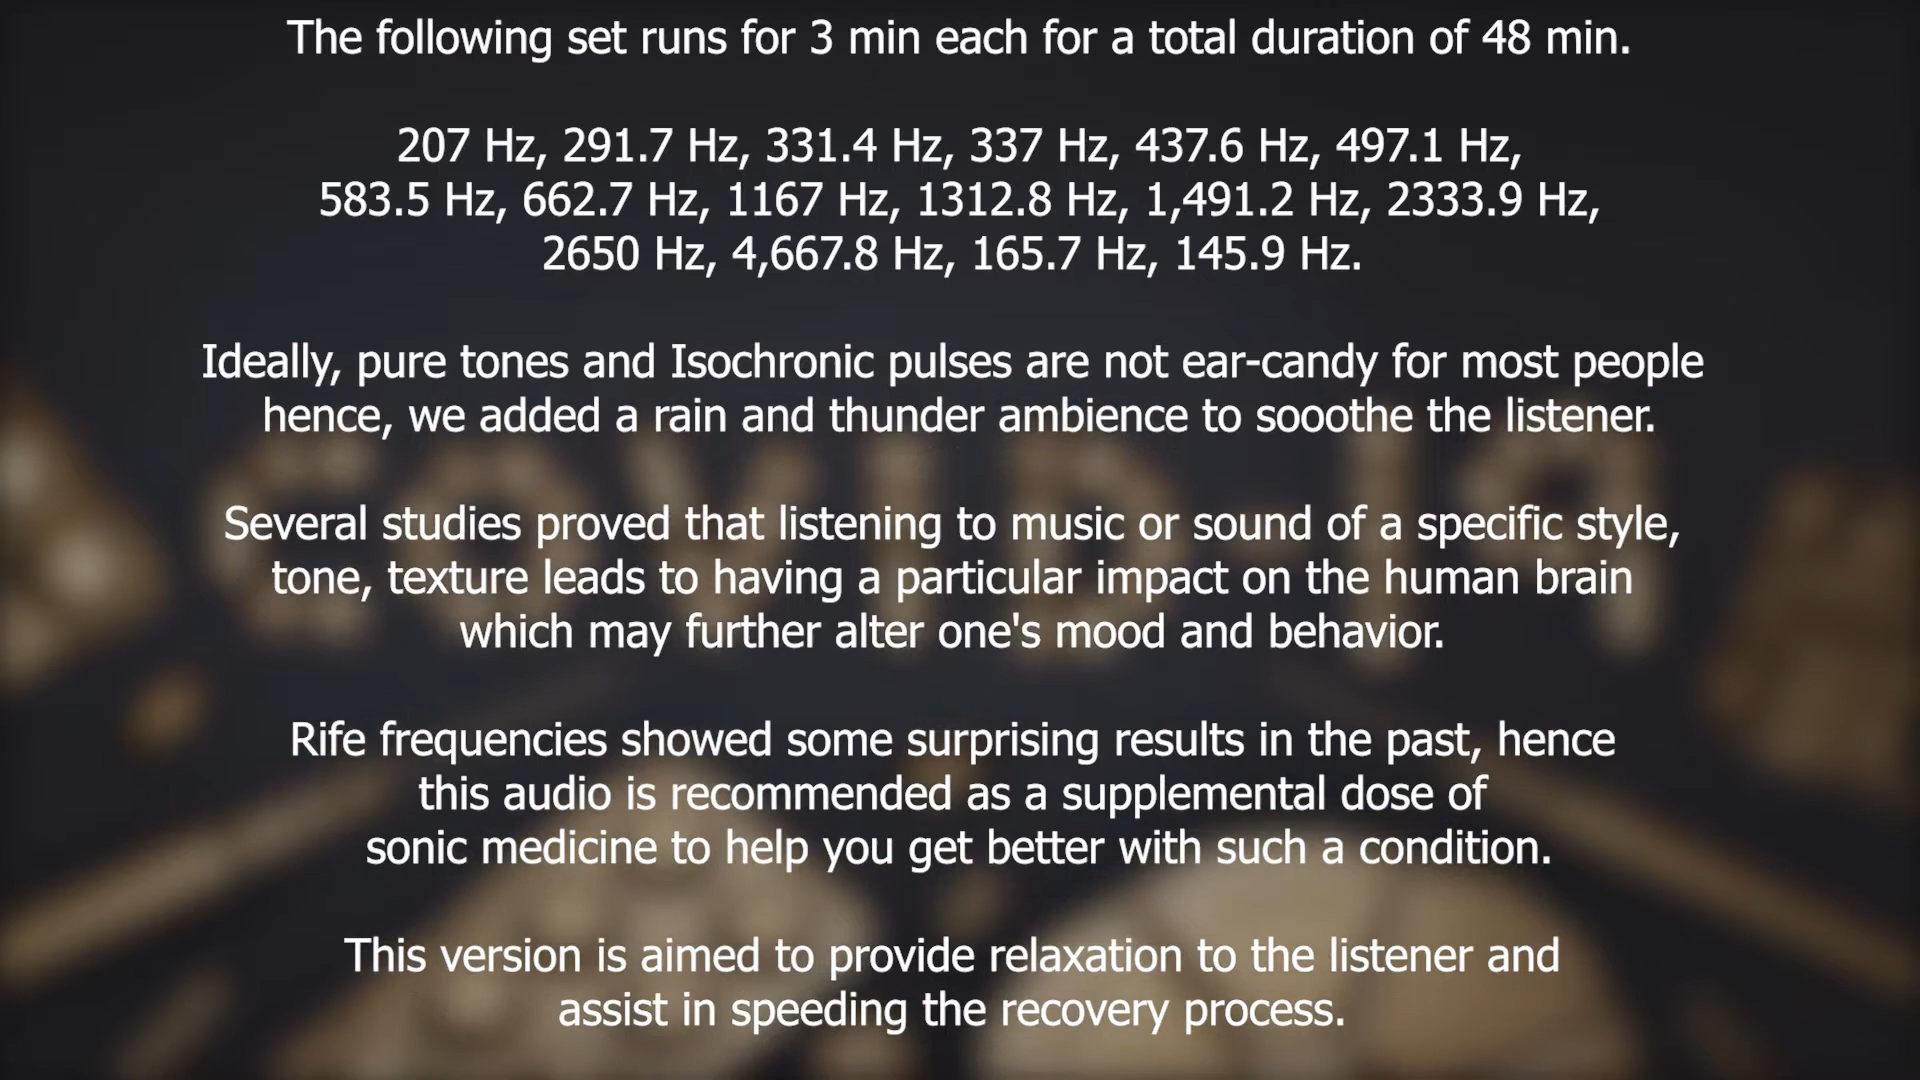 The following set runs for 3 min each for a total duration of 48 min.
207 Hz, 291.7 Hz, 331.4 Hz, 337 Hz, 437.6 Hz, 497.1 Hz,
583.5 Hz, 662.7 Hz, 1167 Hz, 1312.8 Hz, 1,491.2 Hz, 2333.9 Hz,
2650 Hz, 4,667.8 Hz, 165.7 Hz, 145.9 Hz.
Ideally, pure tones and Isochronic pulses are not ear-candy for most people
hence, we added a rain and thunder ambience to sooothe the listener.
COVID-19
Several studies proved that listening to music or sound of a specific style,
tone, texture leads to having a particular impact on the human brain
which may further alter one's mood and behavior.
Rife frequencies showed some surprising results in the past, hence
this audio is recommended as a supplemental dose of
sonic medicine to help you get better with such a condition.
This version is aimed to provide relaxation to the listener and
assist in speeding the recovery process.